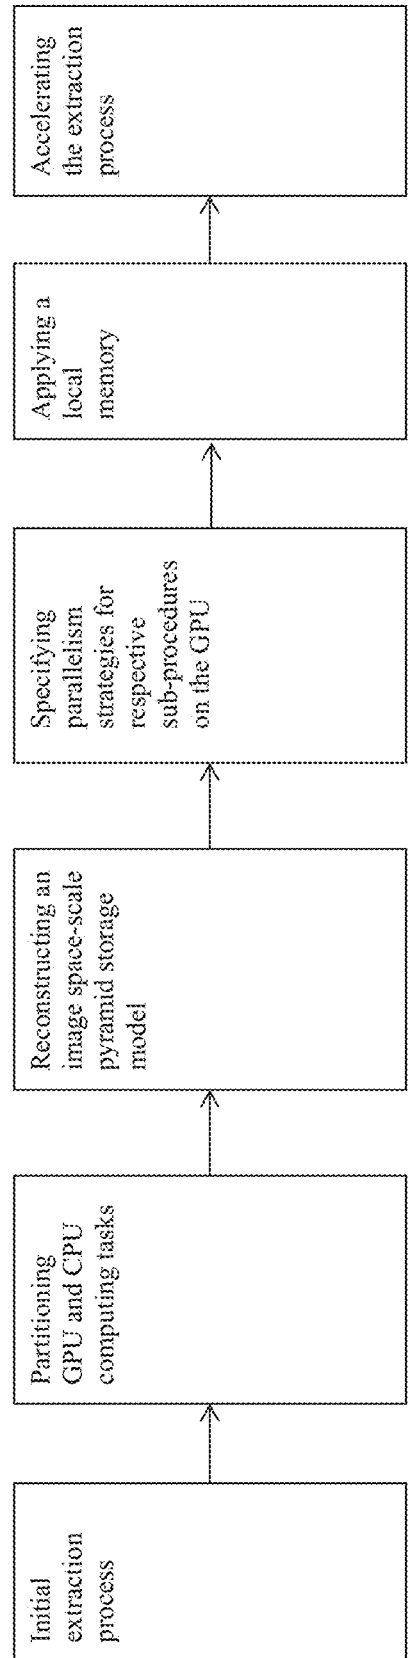 Initial
extraction
process
Partitioning
GPU and CPU
computing tasks
Reconstructing an
image space-scale
pyramid storage
model
Specifying
parallelism
strategies for
respective
sub-procedures
on the GPU
Applying a
local
memory
Accelerating
the extraction
process